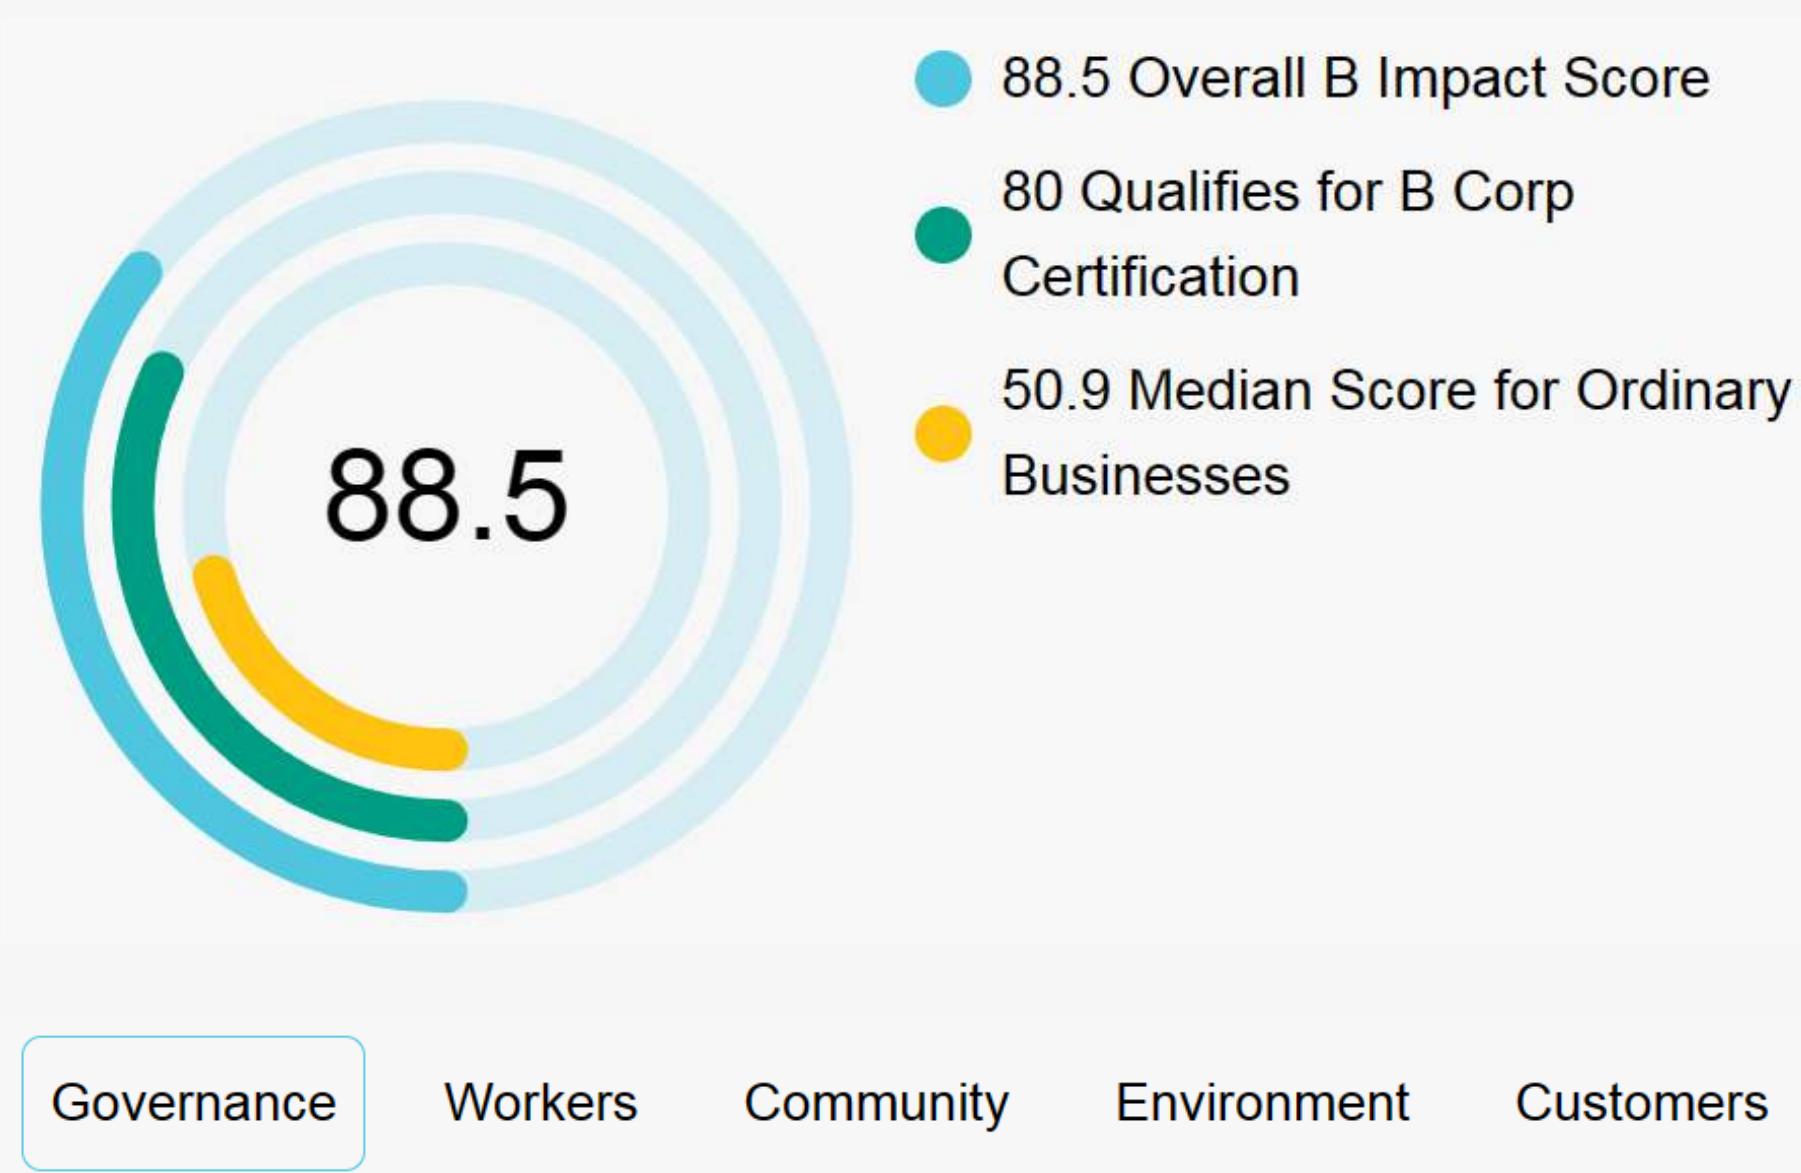 88.5
88.5 Overall B Impact Score
80 Qualifies for B Corp
Certification
50.9 Median Score for Ordinary
Businesses
Governance
Workers
Community
Environment
Customers